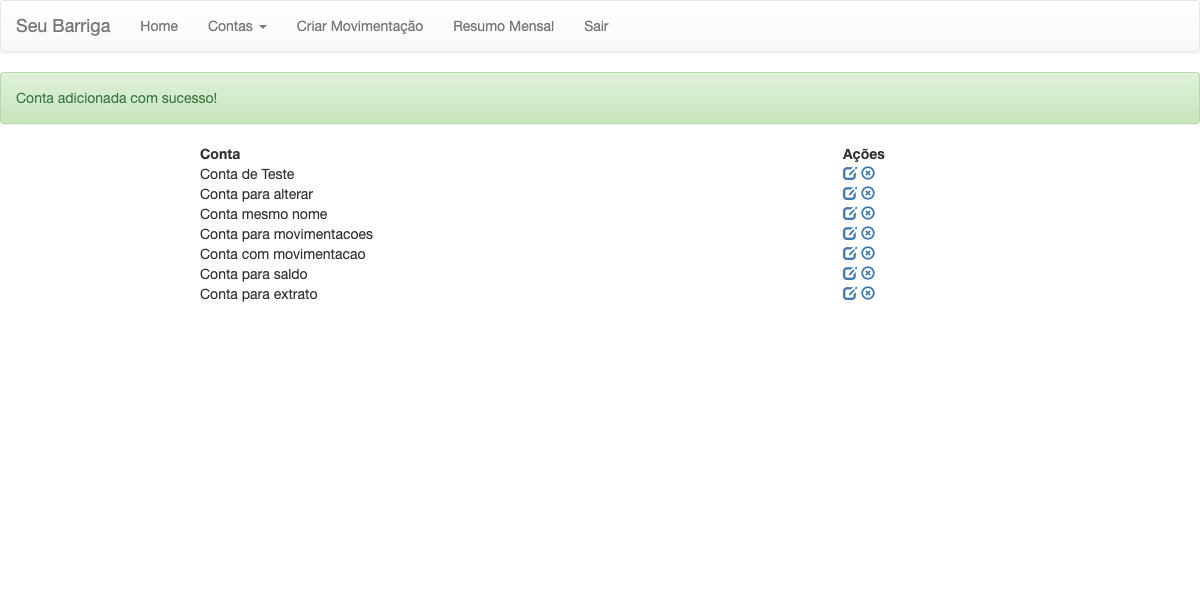 Seu Barriga Home Contas Criar Movimentação Resumo Mensal Sair
Conta adicionada com sucesso!
Conta Ações
Conta de Teste
Conta para alterar
Conta mesmo nome
Conta para movimentacoes
Conta com movimentacao
Conta para saldo
Conta para extrato